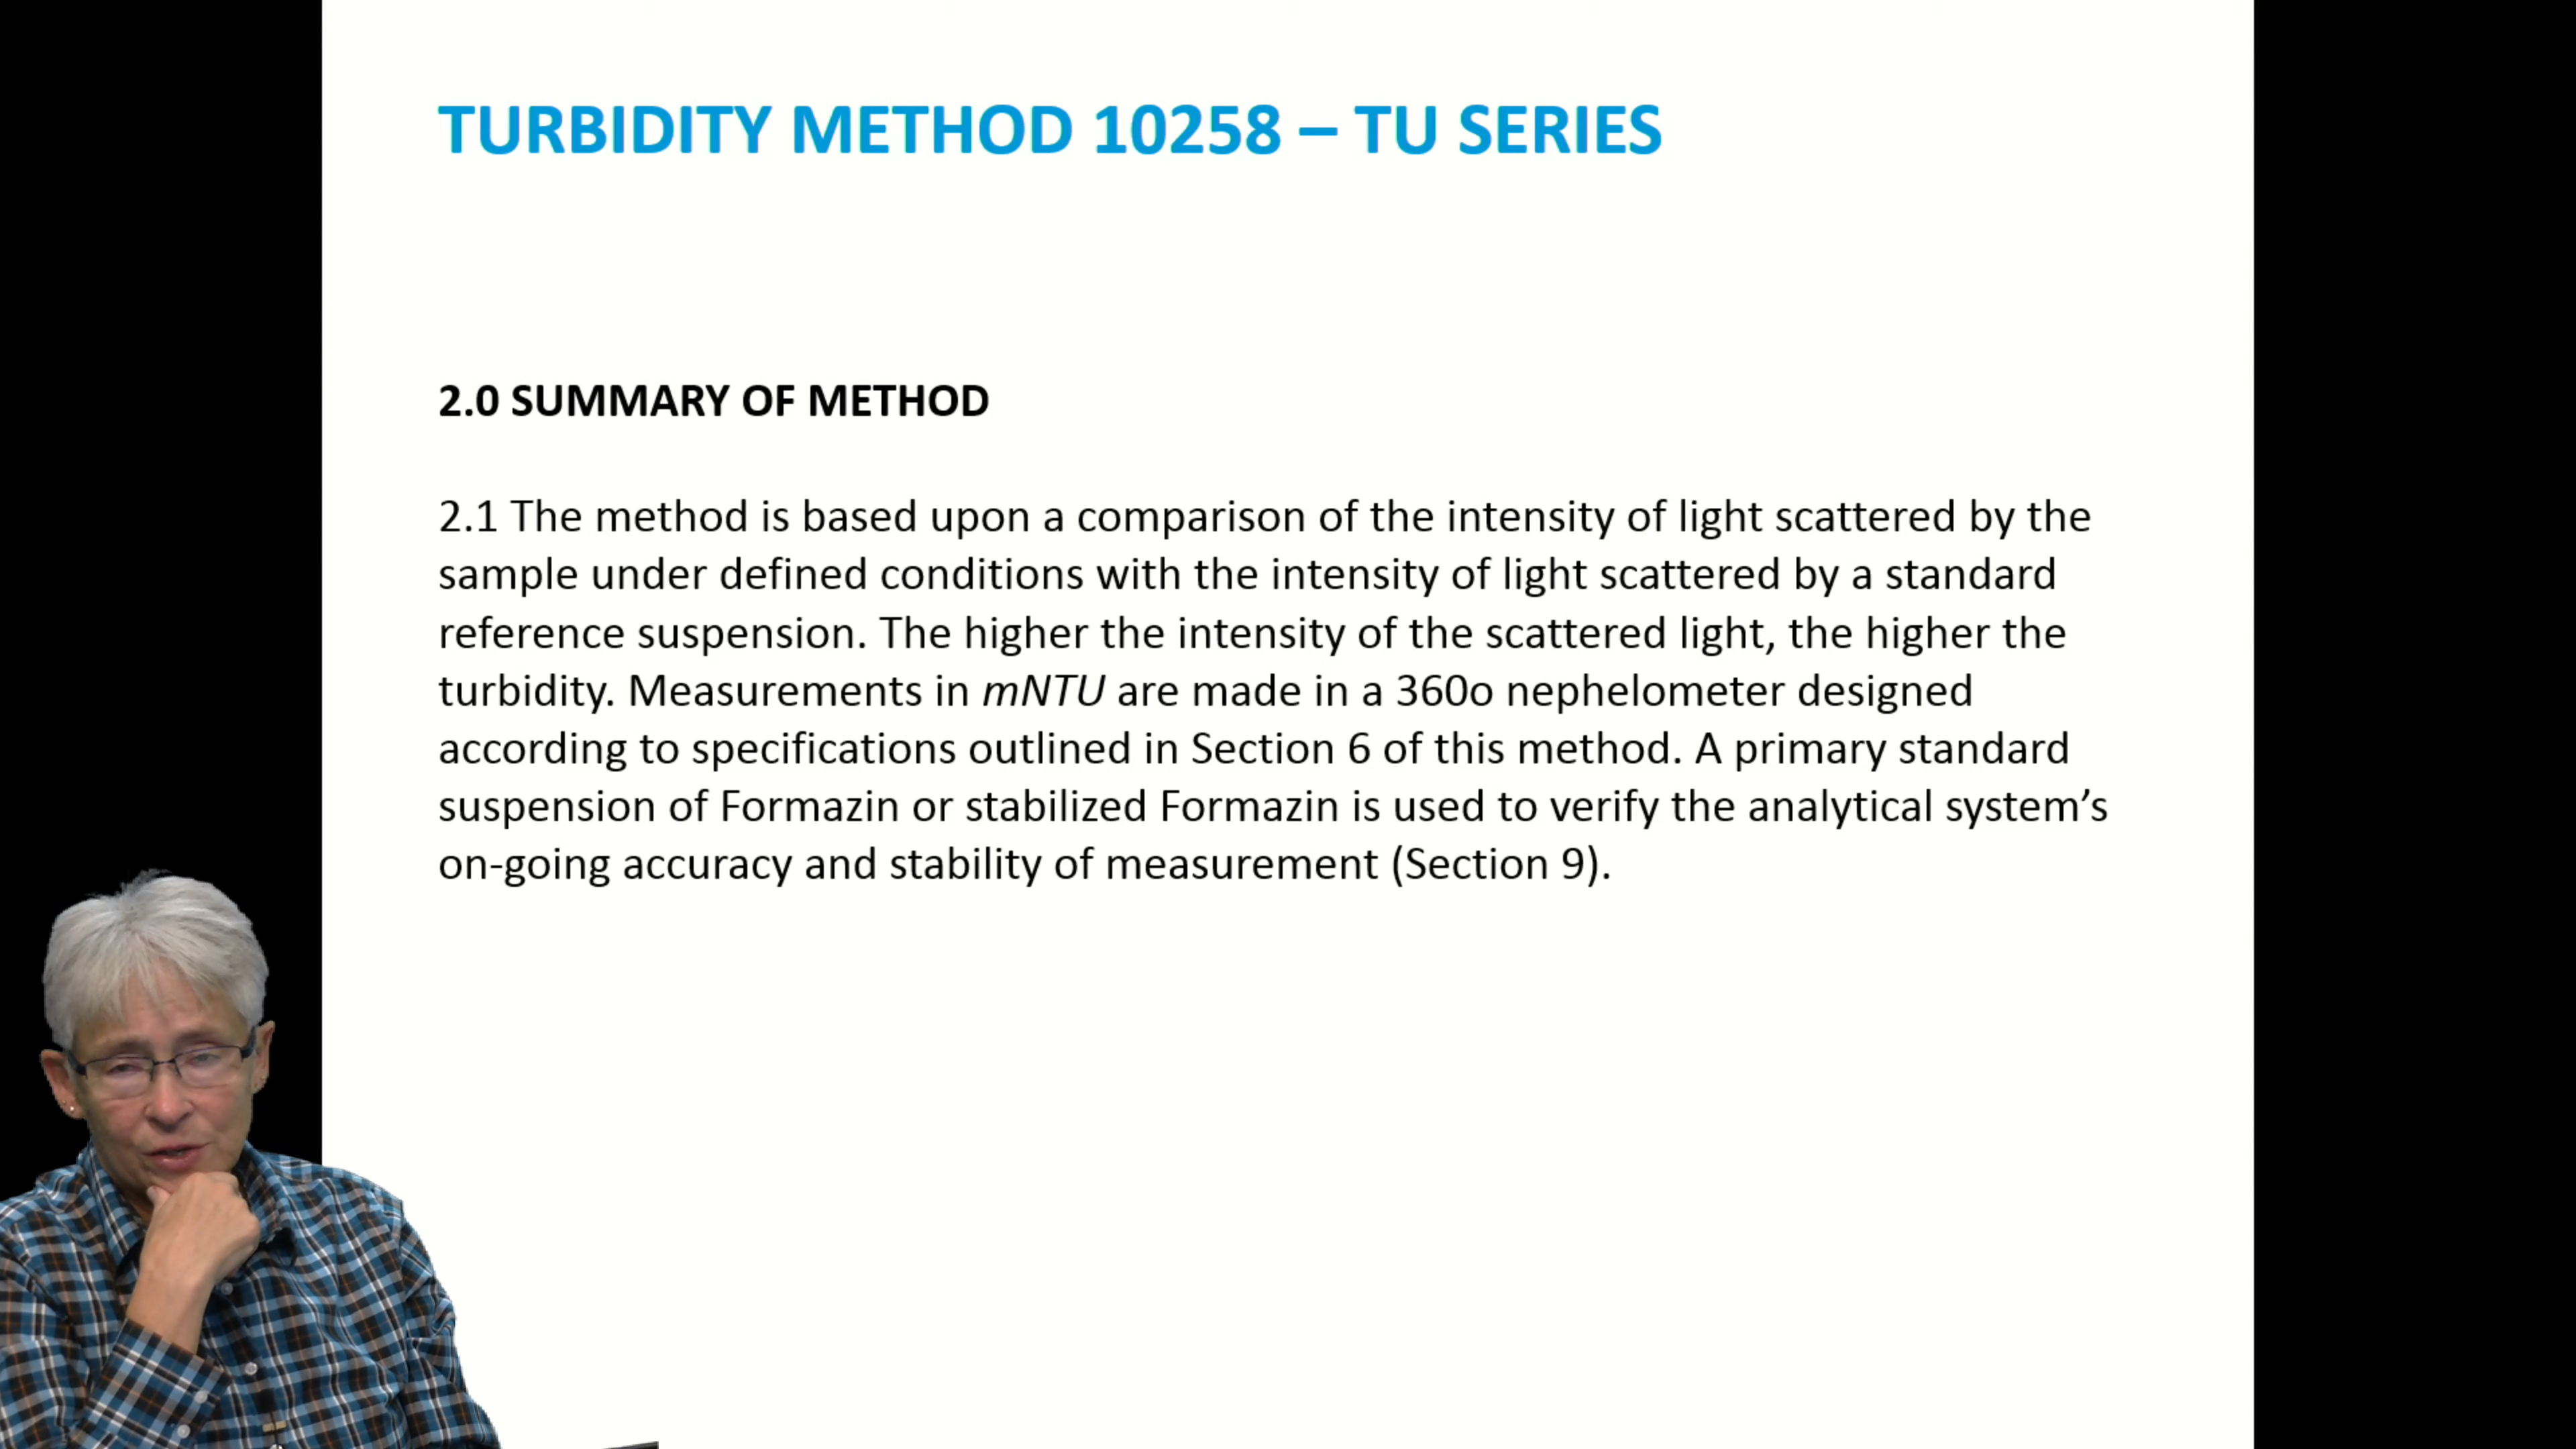 TURBIDITY METHOD 10258 – TU SERIES
2.0 SUMMARY OF METHOD
2.1 The method is based upon a comparison of the intensity of light scattered by the
sample under defined conditions with the intensity of light scattered by a standard
reference suspension. The higher the intensity of the scattered light, the higher the
turbidity. Measurements in mNTU are made in a 360o nephelometer designed
according to specifications outlined in Section 6 of this method. A primary standard
suspension of Formazin or stabilized Formazin is used to verify the analytical system’s
on-going accuracy and stability of measurement (Section 9).